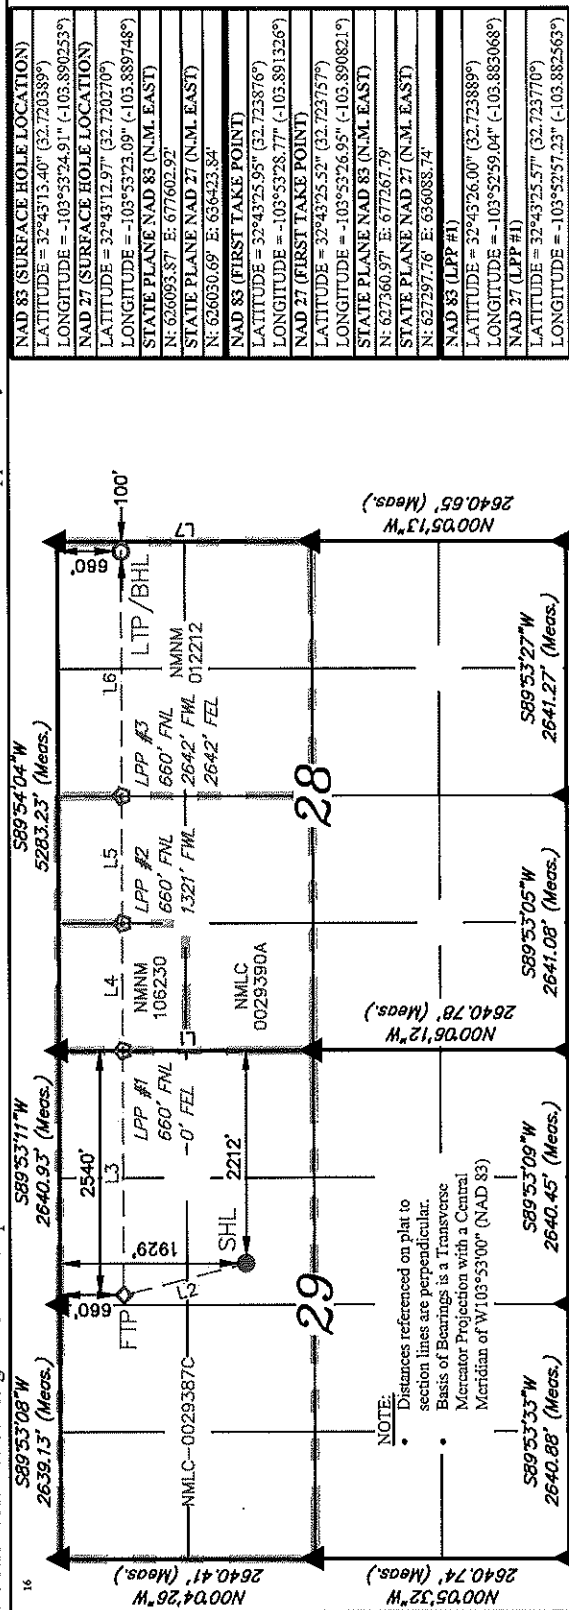 16
S89°53'08"W
2639.13' (Meas.)
S89°53'11"W
2640.93' (Meas.)
S89°54'04"W
5283.23' (Meas.)
N00°04'26"W
2640.41' (Meas.)
660'
FTP
2540'
L3
1929'
L2
SHL
2212'
LPP #1
660' FNL
-0' FEL
L1
L4
NMNM
106230
NMLC
0029390A
LPP #2
660' FNL
1321' FWL
L5
LPP #3
660' FNL
2642' FWL
2642' FEL
L6
NMNM
012212
LTP/BHL
660'
100'
L7
NMLC-0029387C
29
28
N00°05'32"W
2640.74' (Meas.)
N00°06'12"W
2640.78' (Meas.)
N00°05'13"W
2640.65' (Meas.)
NOTE:
• Distances referenced on plat to
section lines are perpendicular.
• Basis of Bearings is a Transverse
Mercator Projection with a Central
Meridian of W103°53'00" (NAD 83)
S89°53'33"W
2640.88' (Meas.)
S89°53'09"W
2640.45' (Meas.)
S89°53'05"W
2641.08' (Meas.)
S89°53'27"W
2641.27' (Meas.)
NAD 83 (SURFACE HOLE LOCATION)
LATITUDE = 32°43'13.40" (32.720389°)
LONGITUDE = -103°53'24.91" (-103.890253°)
NAD 27 (SURFACE HOLE LOCATION)
LATITUDE = 32°43'12.97" (32.720270°)
LONGITUDE = -103°53'23.09" (-103.889748°)
STATE PLANE NAD 83 (N.M. EAST)
N: 626093.87' E: 677602.92'
STATE PLANE NAD 27 (N.M. EAST)
N: 626030.69' E: 636423.84'
NAD 83 (FIRST TAKE POINT)
LATITUDE = 32°43'25.95" (32.723876°)
LONGITUDE = -103°53'28.77" (-103.891326°)
NAD 27 (FIRST TAKE POINT)
LATITUDE = 32°43'25.52" (32.723757°)
LONGITUDE = -103°53'26.95" (-103.890821°)
STATE PLANE NAD 83 (N.M. EAST)
N: 627360.97' E: 677267.79'
STATE PLANE NAD 27 (N.M. EAST)
N: 627297.76' E: 636088.74'
NAD 83 (LPP #1)
LATITUDE = 32°43'26.00" (32.723889°)
LONGITUDE = -103°52'59.04" (-103.883068°)
NAD 27 (LPP #1)
LATITUDE = 32°43'25.57" (32.723770°)
LONGITUDE = -103°52'57.23" (-103.882563°)